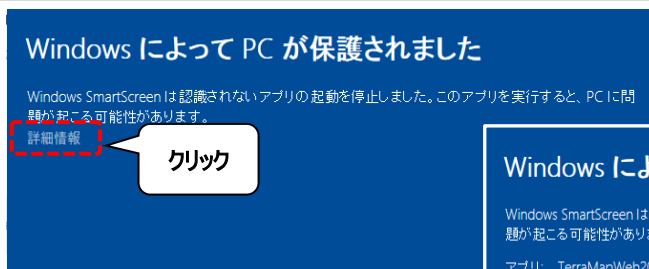 Windows によって PC が保護されました
Windows SmartScreen は認識されないアプリの起動を停止しました。このアプリを実行すると、PC に問
題が起こる可能性があります。
詳細情報
クリック
Windows によ
Windows SmartScreen は
題が起こる可能性があり
アプリ: TerraMapWeb2